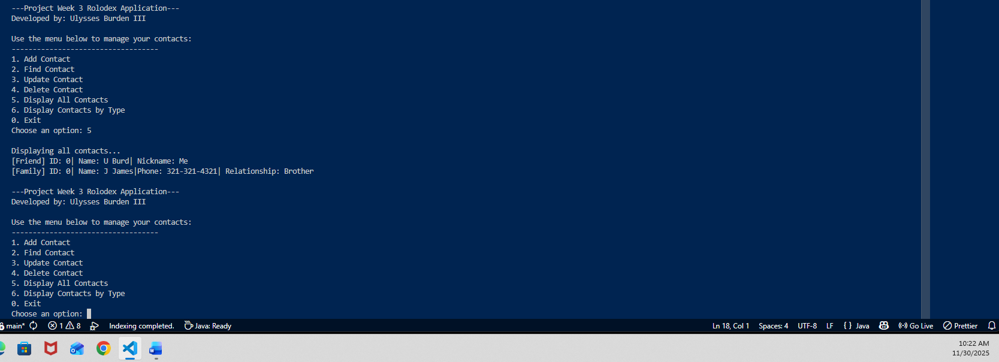 ---Project Week 3 Rolodex Application---
Developed by: Ulysses Burden III
Use the menu below to manage your contacts:
-----------------------------------
1. Add Contact
2. Find Contact
3. Update Contact
4. Delete Contact
5. Display All Contacts
6. Display Contacts by Type
0. Exit
Choose an option: 5
Displaying all contacts...
[Friend] ID: 0| Name: U Burd| Nickname: Me
[Family] ID: 0| Name: J James|Phone: 321-321-4321| Relationship: Brother
---Project Week 3 Rolodex Application---
Developed by: Ulysses Burden III
Use the menu below to manage your contacts:
-----------------------------------
1. Add Contact
2. Find Contact
3. Update Contact
4. Delete Contact
5. Display All Contacts
6. Display Contacts by Type
0. Exit
Choose an option:
main* 1 8 Indexing completed. Java: Ready Ln 18, Col 1 Spaces: 4 UTF-8 LF { } Java Go Live Prettier
10:22 AM
11/30/2025